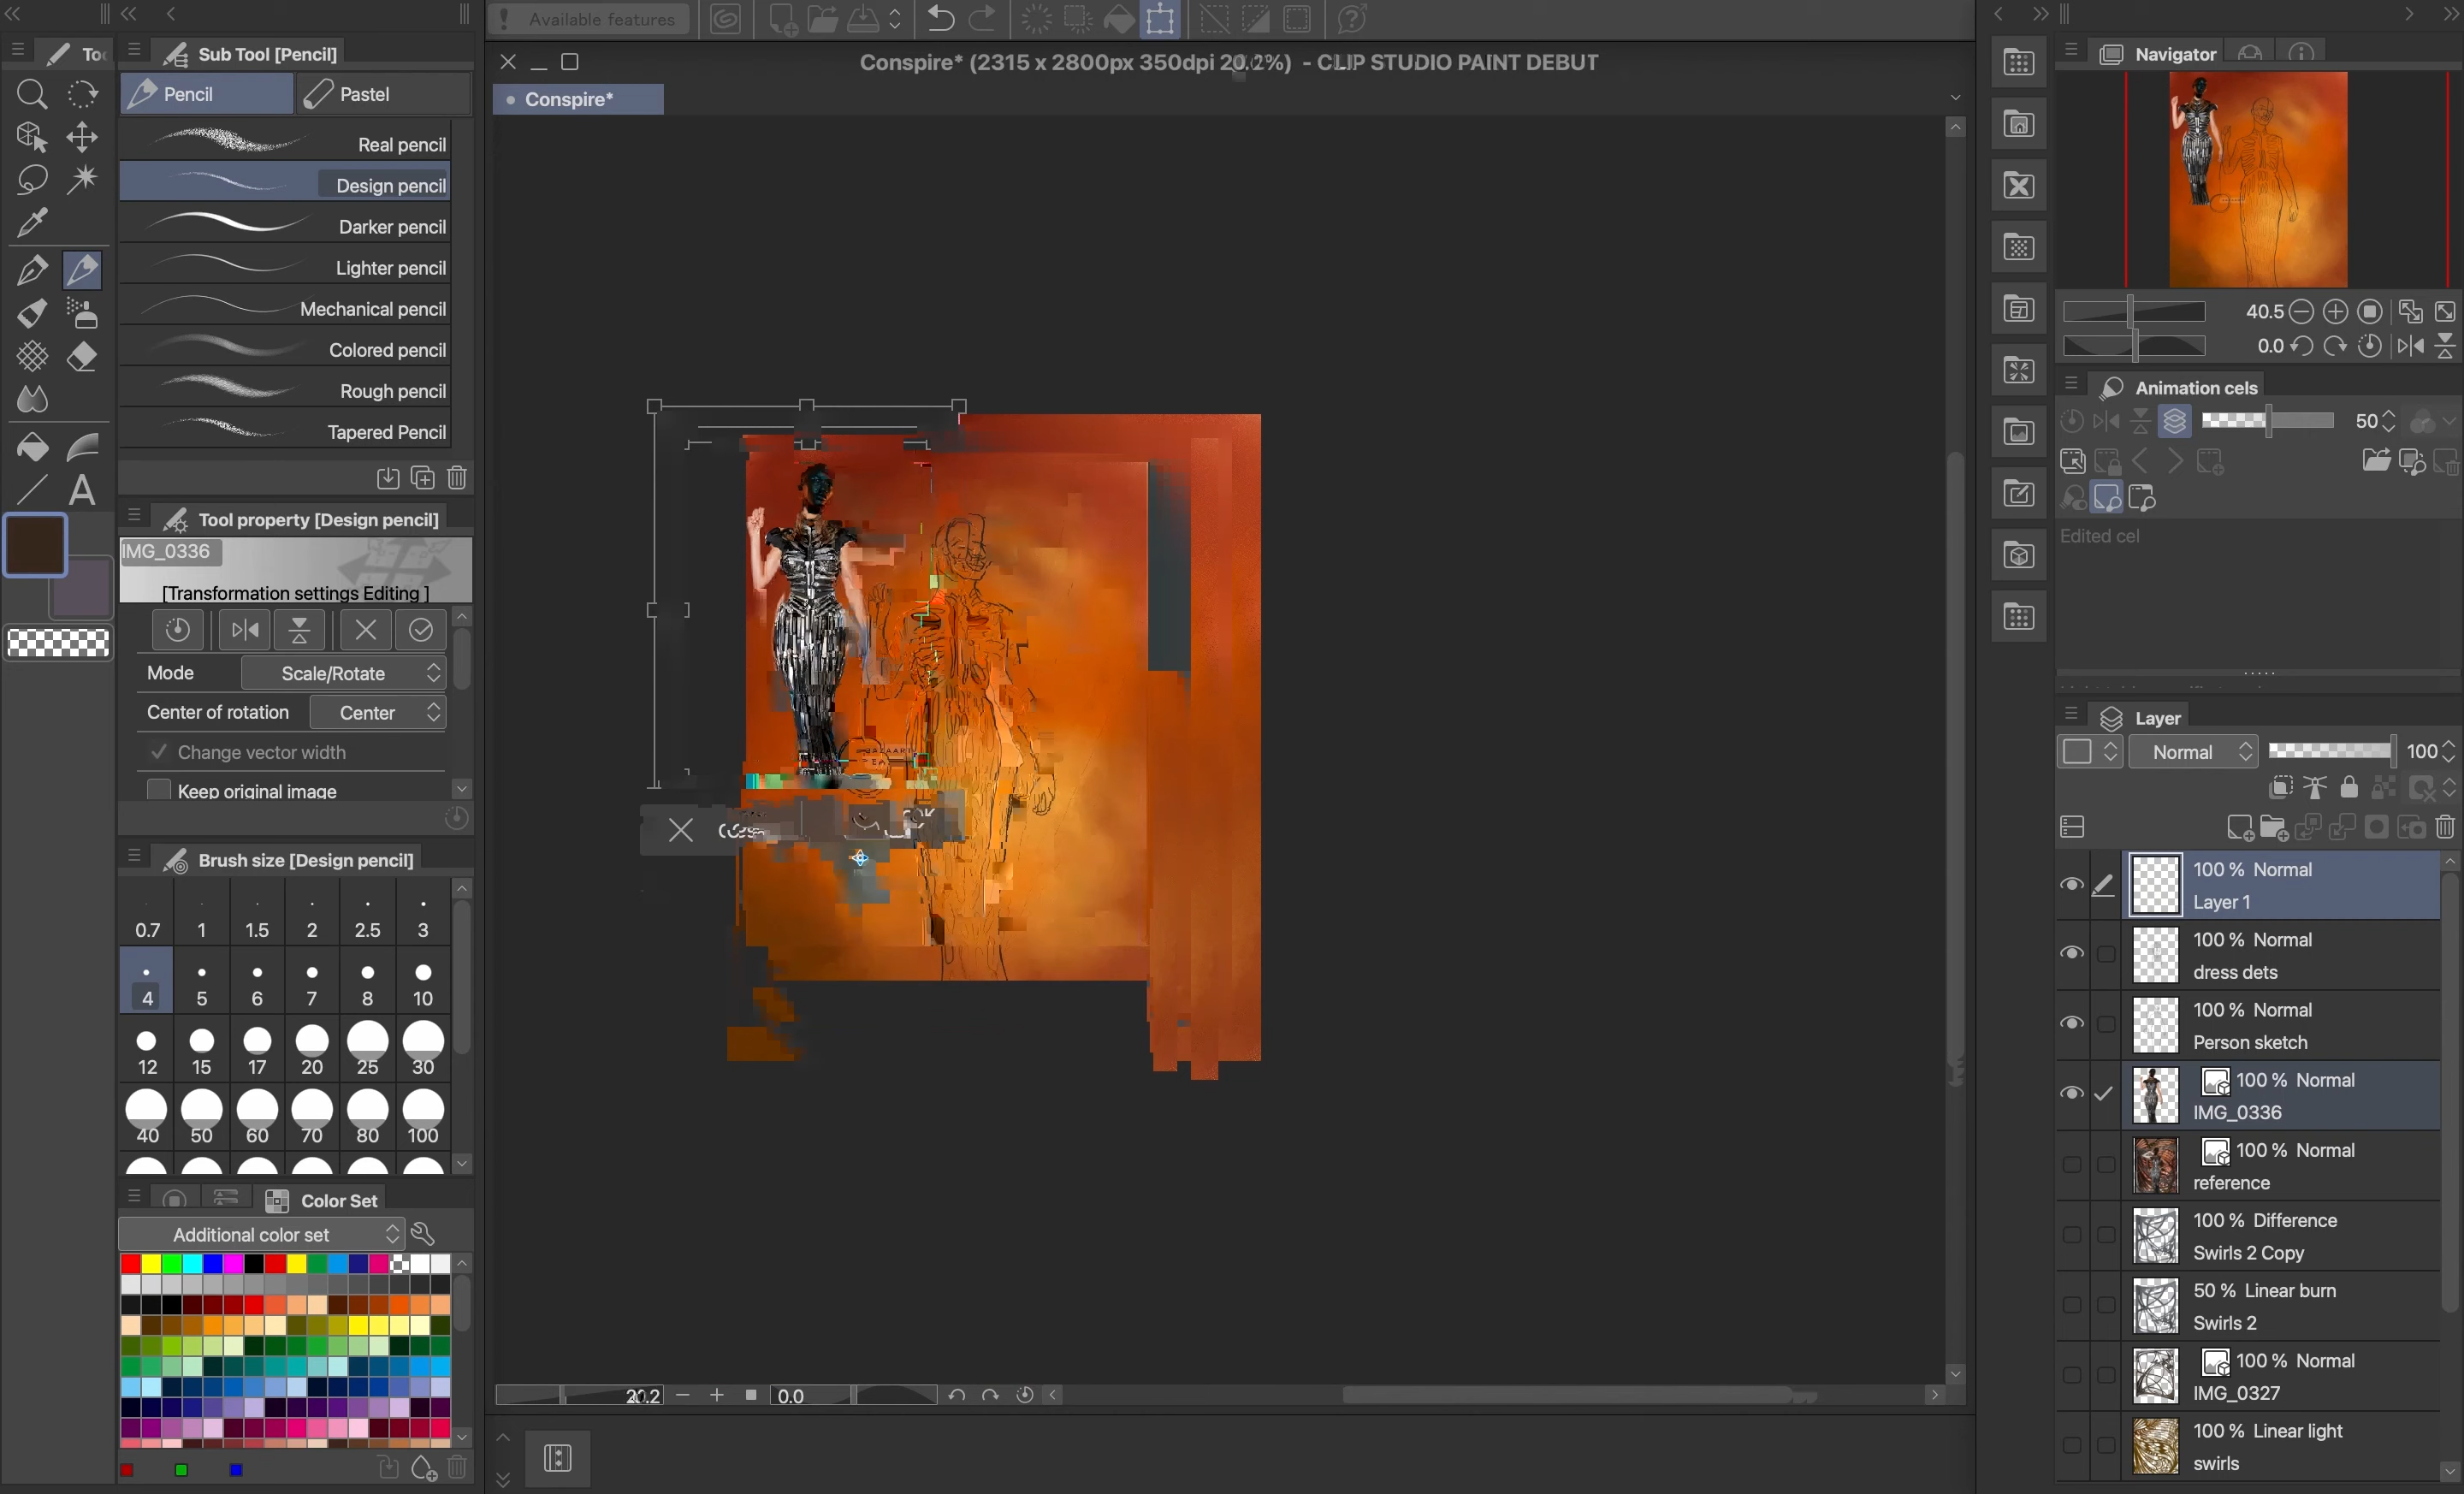 Available features
Too
Sub Tool [Pencil]
Pencil
Pastel
Real pencil
Design pencil
Darker pencil
Lighter pencil
Mechanical pencil
Colored pencil
Rough pencil
Tapered Pencil
Tool property [Design pencil]
IMG_0336
[Transformation settings Editing ]
Mode
Scale/Rotate
Center of rotation
Center
Change vector width
Keep original image
Brush size [Design pencil]
0.7 1 1.5 2 2.5 3
4 5 6 7 8 10
12 15 17 20 25 30
40 50 60 70 80 100
Color Set
Additional color set
Conspire* (2315 x 2800px 350dpi 20.2%) - CLIP STUDIO PAINT DEBUT
Conspire*
20.2
0.0
Navigator
40.5
0.0
Animation cels
50
Edited cel
Layer
Normal
100
100 % Normal
Layer 1
100 % Normal
dress dets
100 % Normal
Person sketch
100 % Normal
IMG_0336
100 % Normal
reference
100 % Difference
Swirls 2 Copy
50 % Linear burn
Swirls 2
100 % Normal
IMG_0327
100 % Linear light
swirls